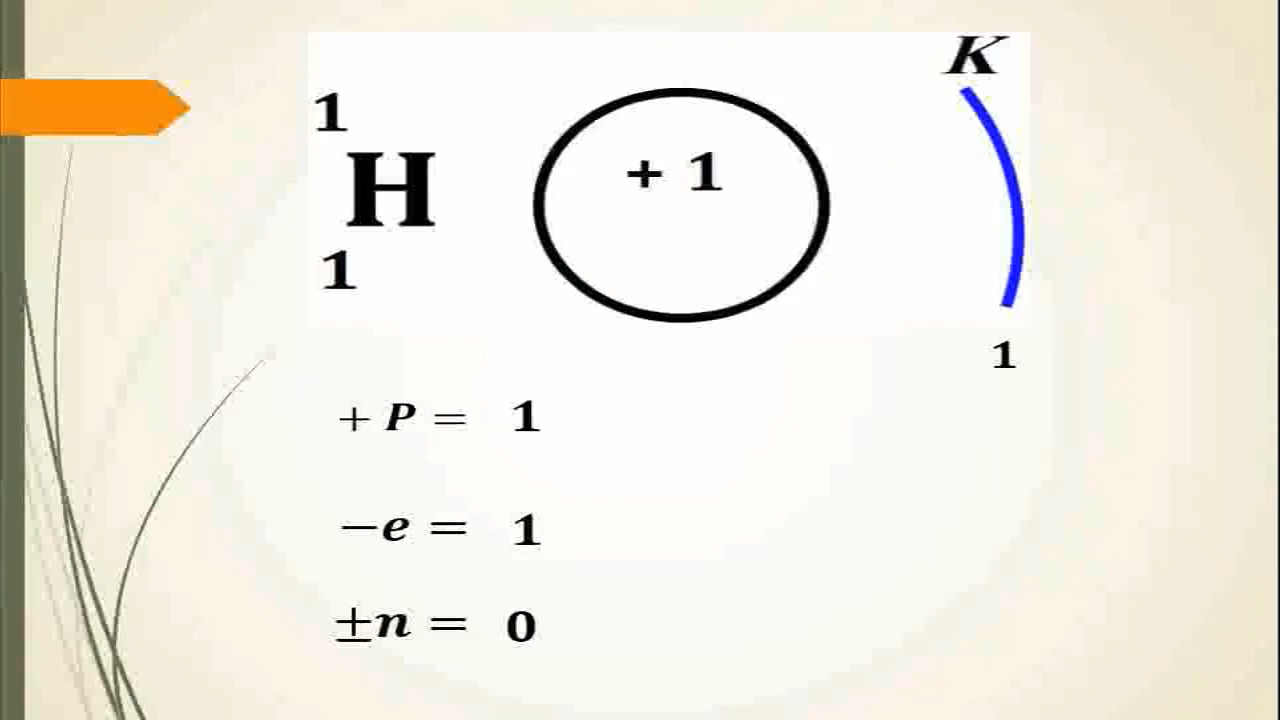 K
1
H
+ 1
1
1
+ P = 1
−e = 1
±n = 0